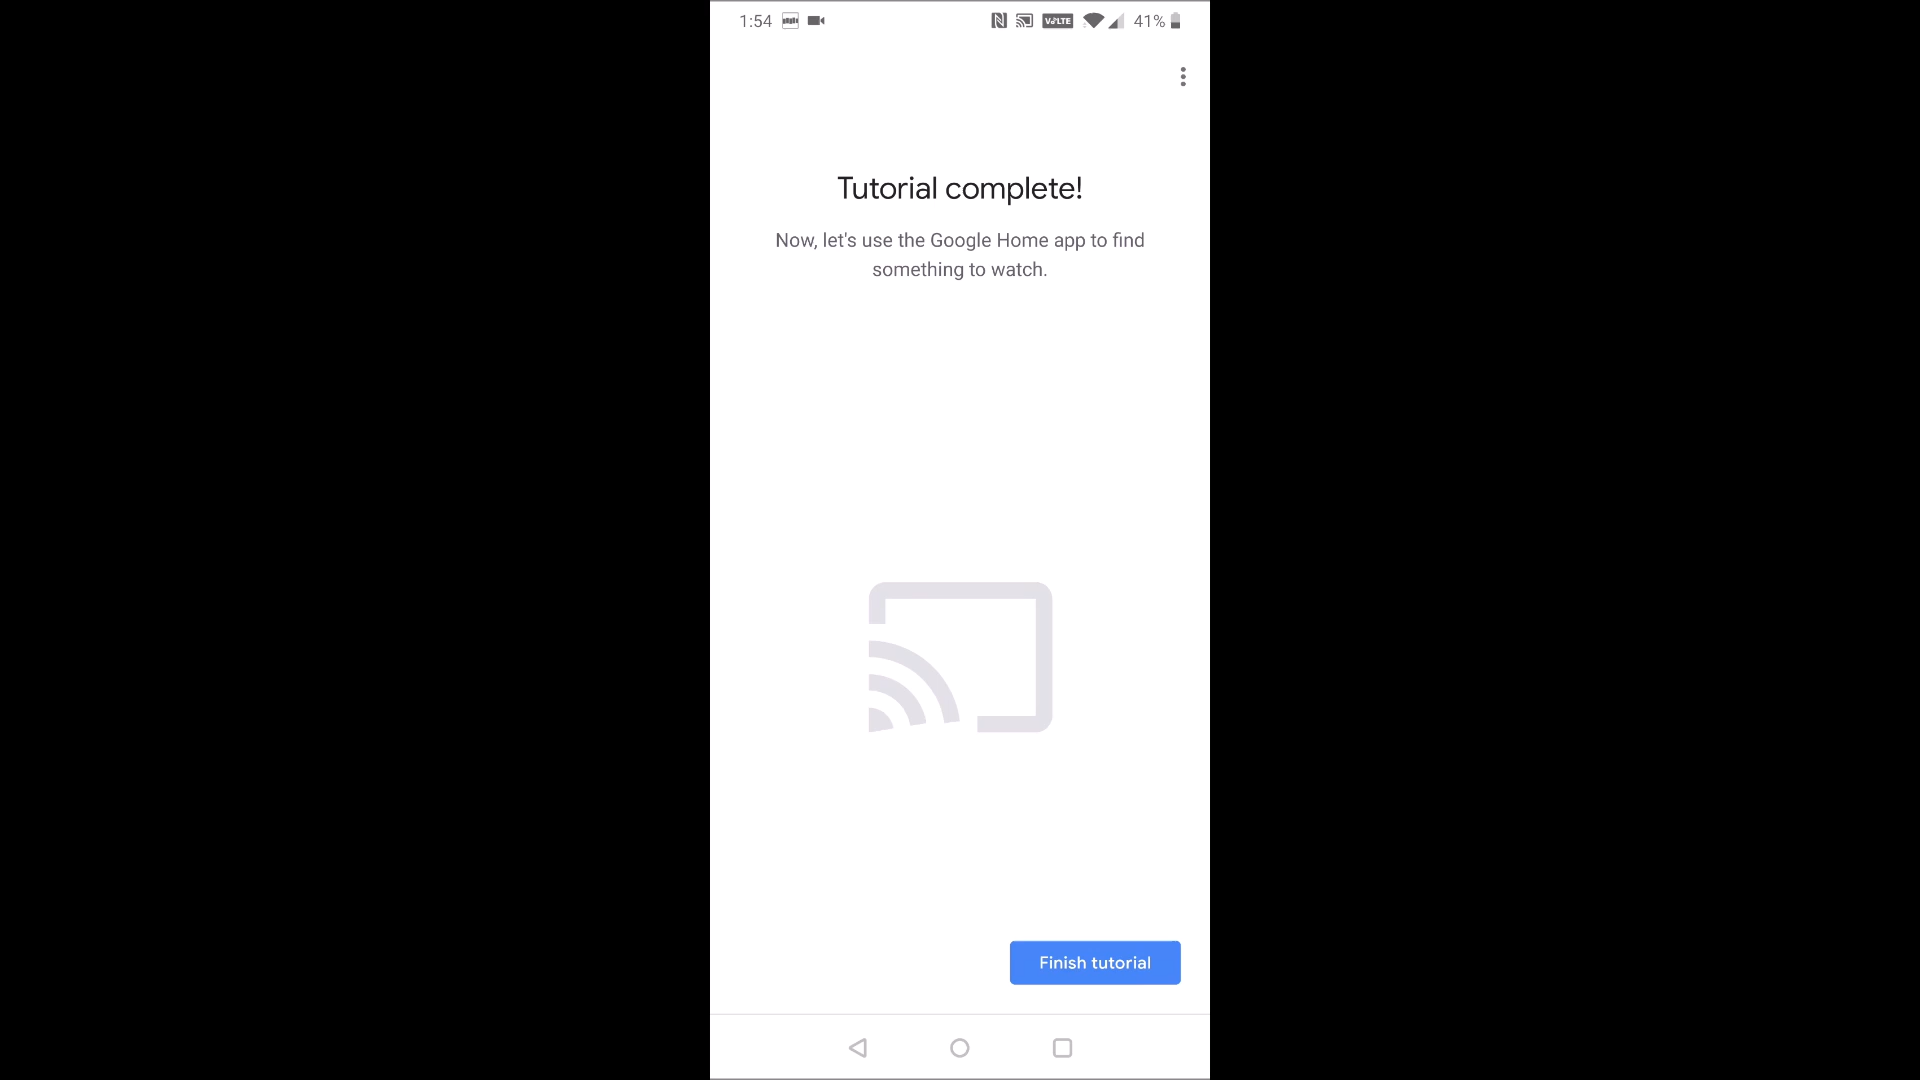 1:54 VoLTE 41%
Tutorial complete!
Now, let's use the Google Home app to find
something to watch.
Finish tutorial